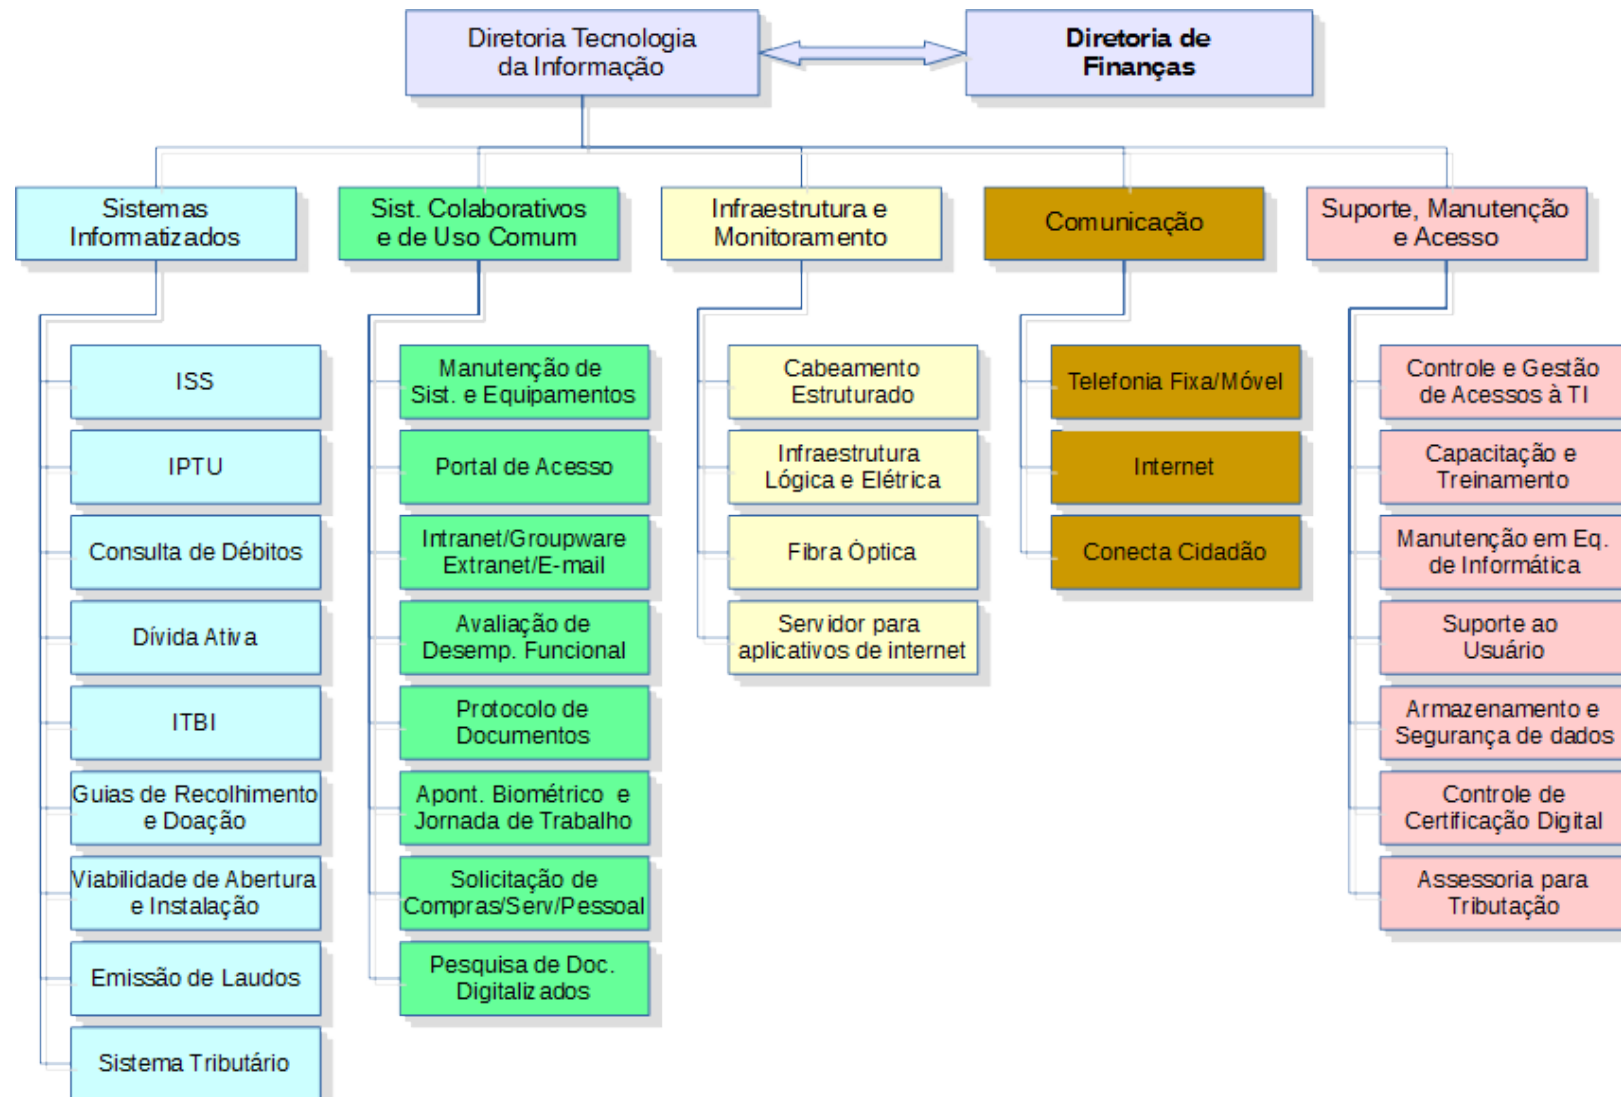 Diretoria Tecnologia
da Informação
Diretoria de
Finanças
Sistemas
Informatizados
Sist. Colaborativos
e de Uso Comum
Infraestrutura e
Monitoramento
Comunicação
Suporte, Manutenção
e Acesso
ISS
IPTU
Consulta de Débitos
Dívida Ativa
ITBI
Guias de Recolhimento
e Doação
Viabilidade de Abertura
e Instalação
Emissão de Laudos
Sistema Tributário
Manutenção de
Sist. e Equipamentos
Portal de Acesso
Intranet/Groupware
Extranet/E-mail
Avaliação de
Desemp. Funcional
Protocolo de
Documentos
Apont. Biométrico e
Jornada de Trabalho
Solicitação de
Compras/Serv/Pessoal
Pesquisa de Doc.
Digitalizados
Cabeamento
Estruturado
Infraestrutura
Lógica e Elétrica
Fibra Óptica
Servidor para
aplicativos de internet
Telefonia Fixa/Móvel
Internet
Conecta Cidadão
Controle e Gestão
de Acessos à TI
Capacitação e
Treinamento
Manutenção em Eq.
de Informática
Suporte ao
Usuário
Armazenamento e
Segurança de dados
Controle de
Certificação Digital
Assessoria para
Tributação